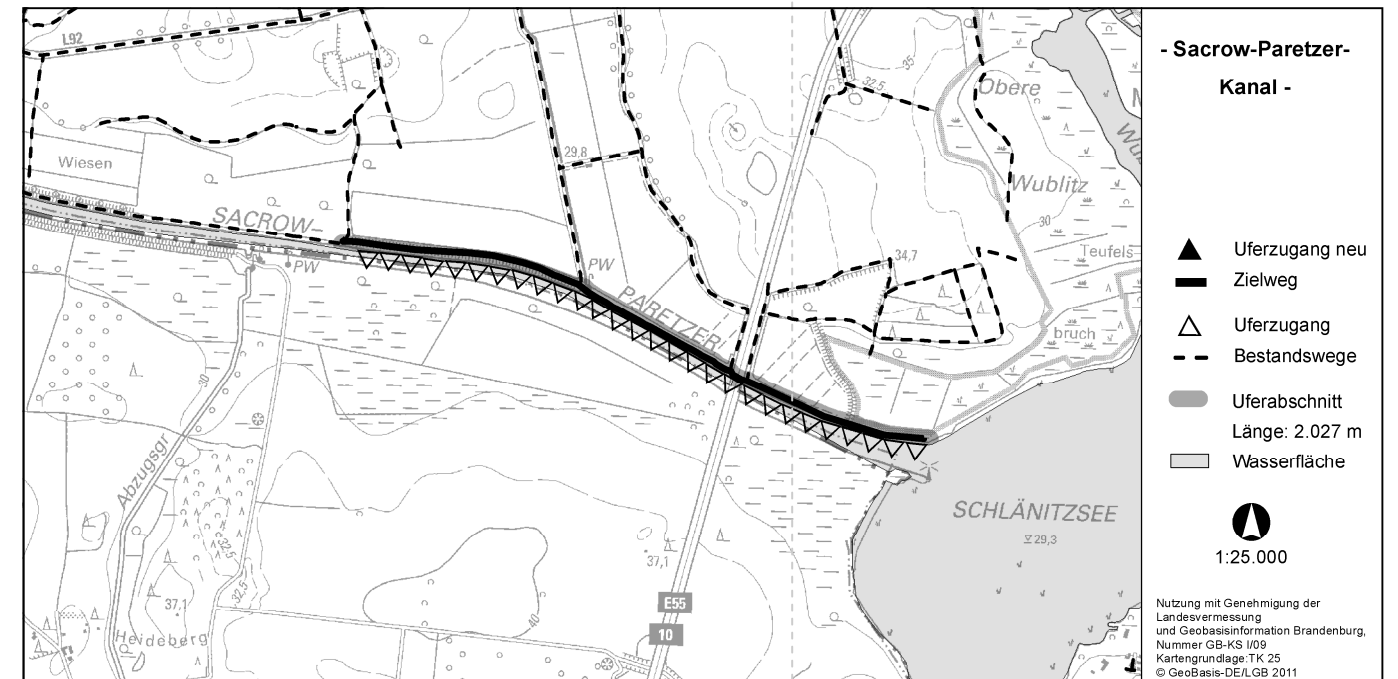 L92
Wiesen
SACROW–
PW
29,8
PW
PARETZER
32,5
35
Obere
Wublitz
30
Teufels-
bruch
34,7
30
Abzugsgr
32,5
32,5
37,1
Heideberg
40
37,1
E55
10
SCHLÄNITZSEE
29,3
- Sacrow-Paretzer-
Kanal -
Uferzugang neu
Zielweg
Uferzugang
Bestandswege
Uferabschnitt
Länge: 2.027 m
Wasserfläche
1:25.000
Nutzung mit Genehmigung der
Landesvermessung
und Geobasisinformation Brandenburg,
Nummer GB-KS I/09
Kartengrundlage:TK 25
© GeoBasis-DE/LGB 2011